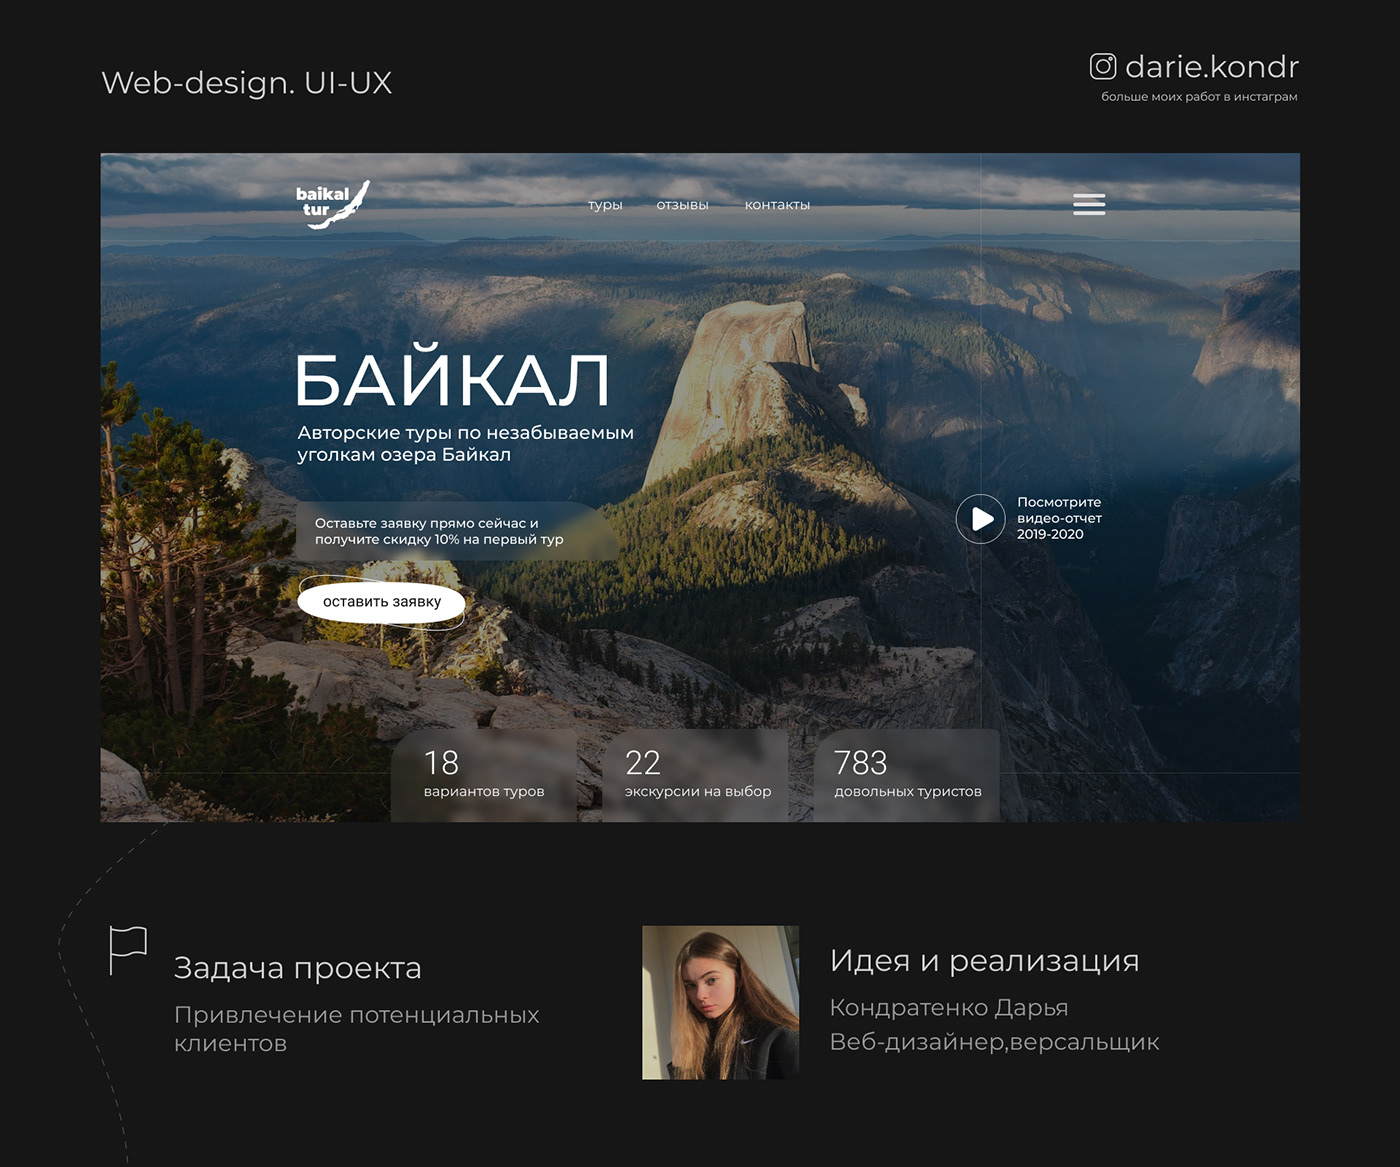 Web-design. UI-UX
darie.kondr
больше моих работ в инстаграм
baikal
tur
туры
отзывы
контакты
БАЙКАЛ
Авторские туры по незабываемым
уголкам озера Байкал
Оставьте заявку прямо сейчас и
получите скидку 10% на первый тур
оставить заявку
Посмотрите
видео-отчет
2019-2020
18
вариантов туров
22
экскурсии на выбор
783
довольных туристов
Задача проекта
Привлечение потенциальных
клиентов
Идея и реализация
Кондратенко Дарья
Веб-дизайнер,версальщик